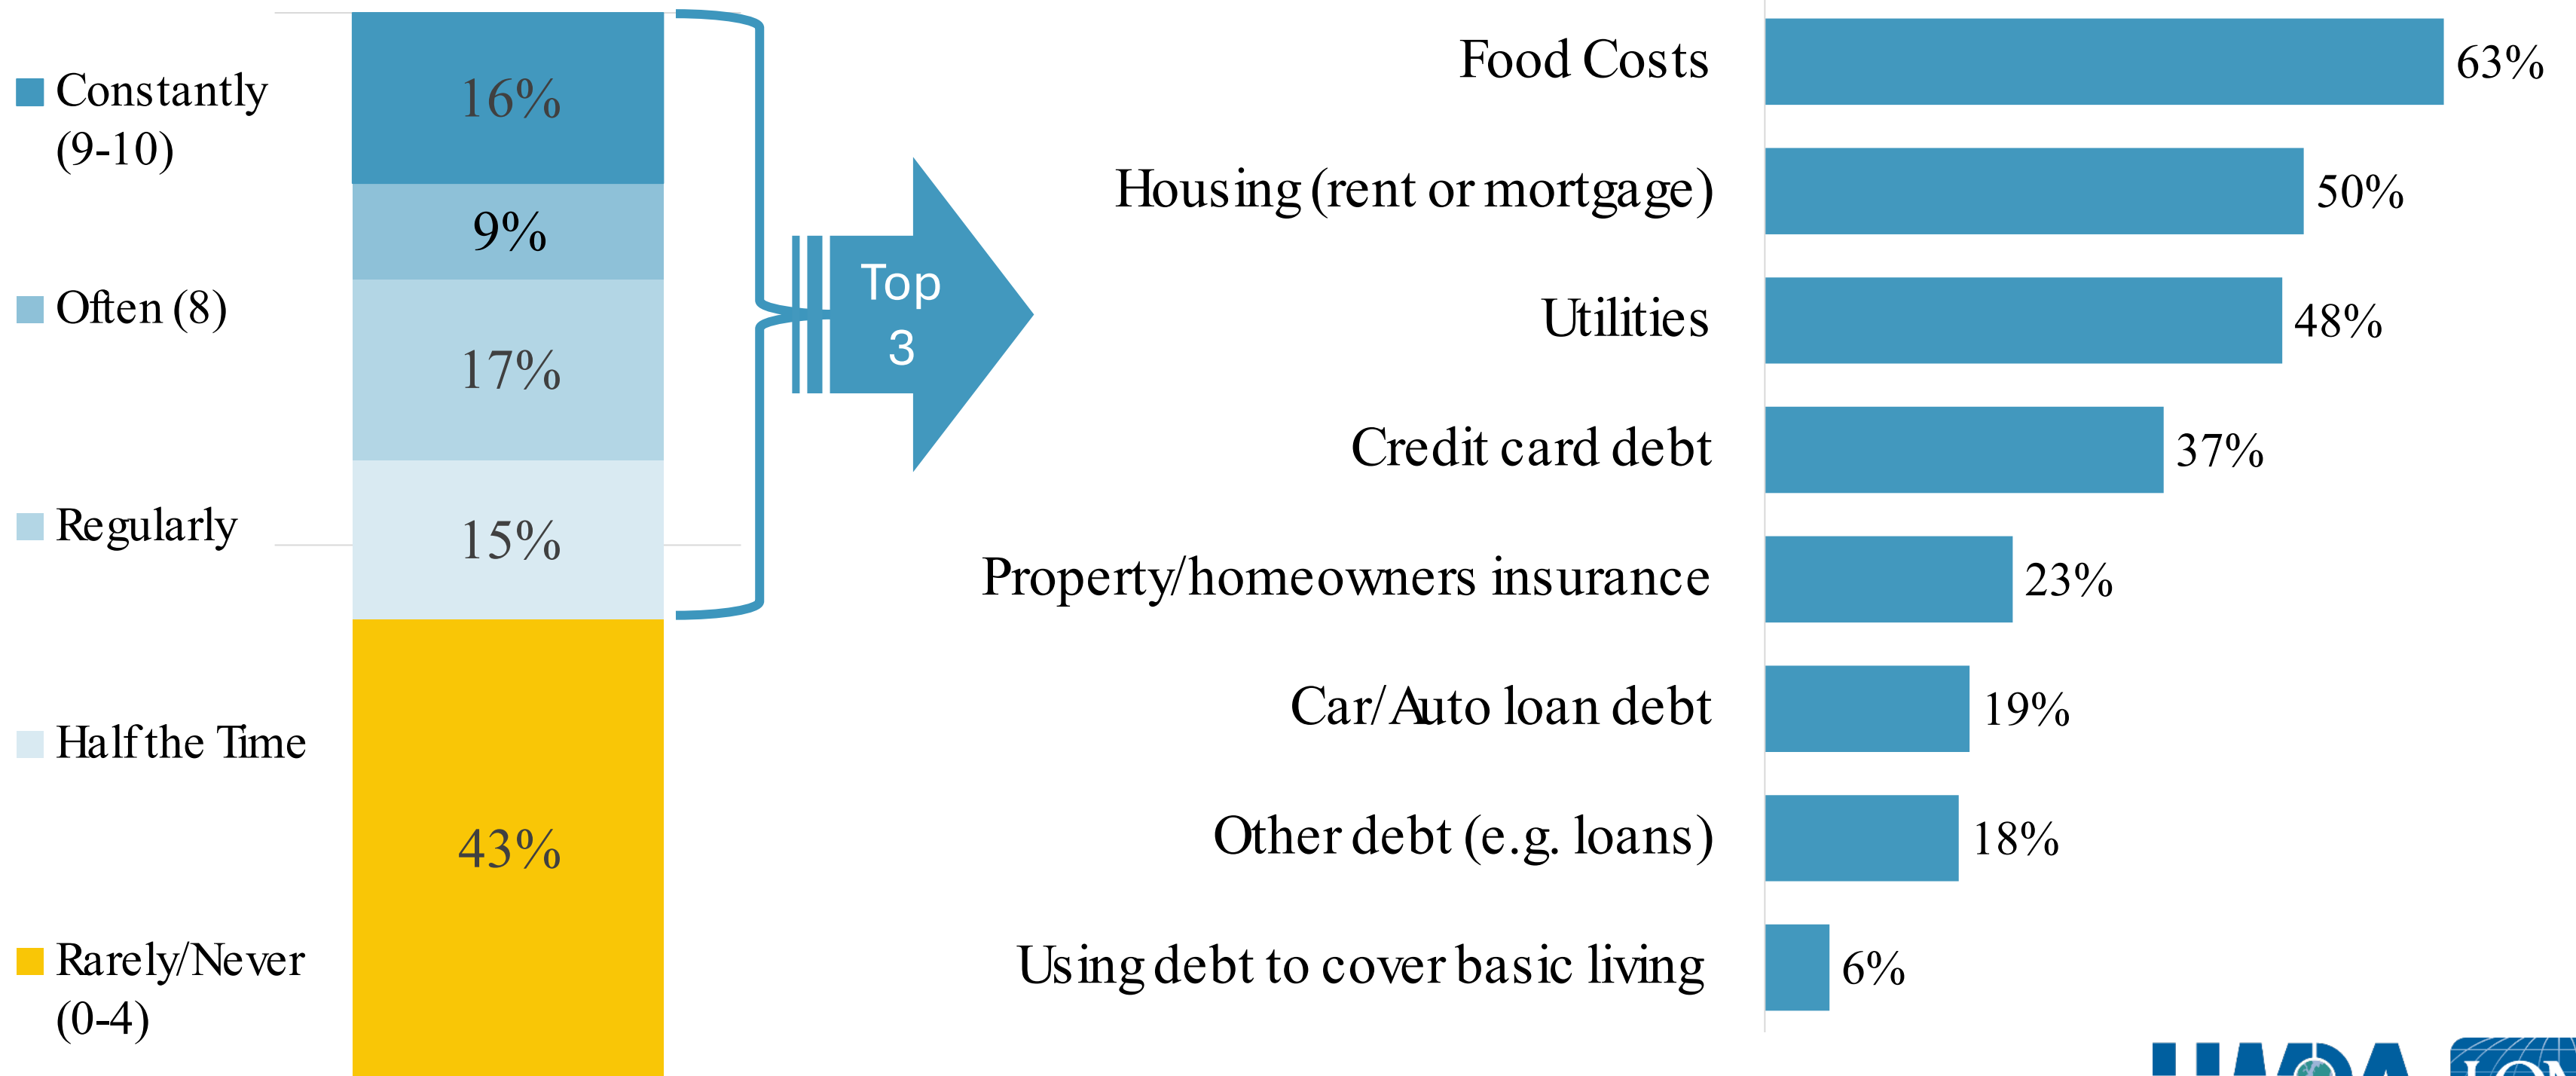 Constantly
(9-10)
Often (8)
Regularly
Half the Time
Rarely/Never
(0-4)
16%
9%
17%
15%
43%
Top
3
Food Costs 63%
Housing (rent or mortgage) 50%
Utilities 48%
Credit card debt 37%
Property/homeowners insurance 23%
Car/Auto loan debt 19%
Other debt (e.g. loans) 18%
Using debt to cover basic living 6%